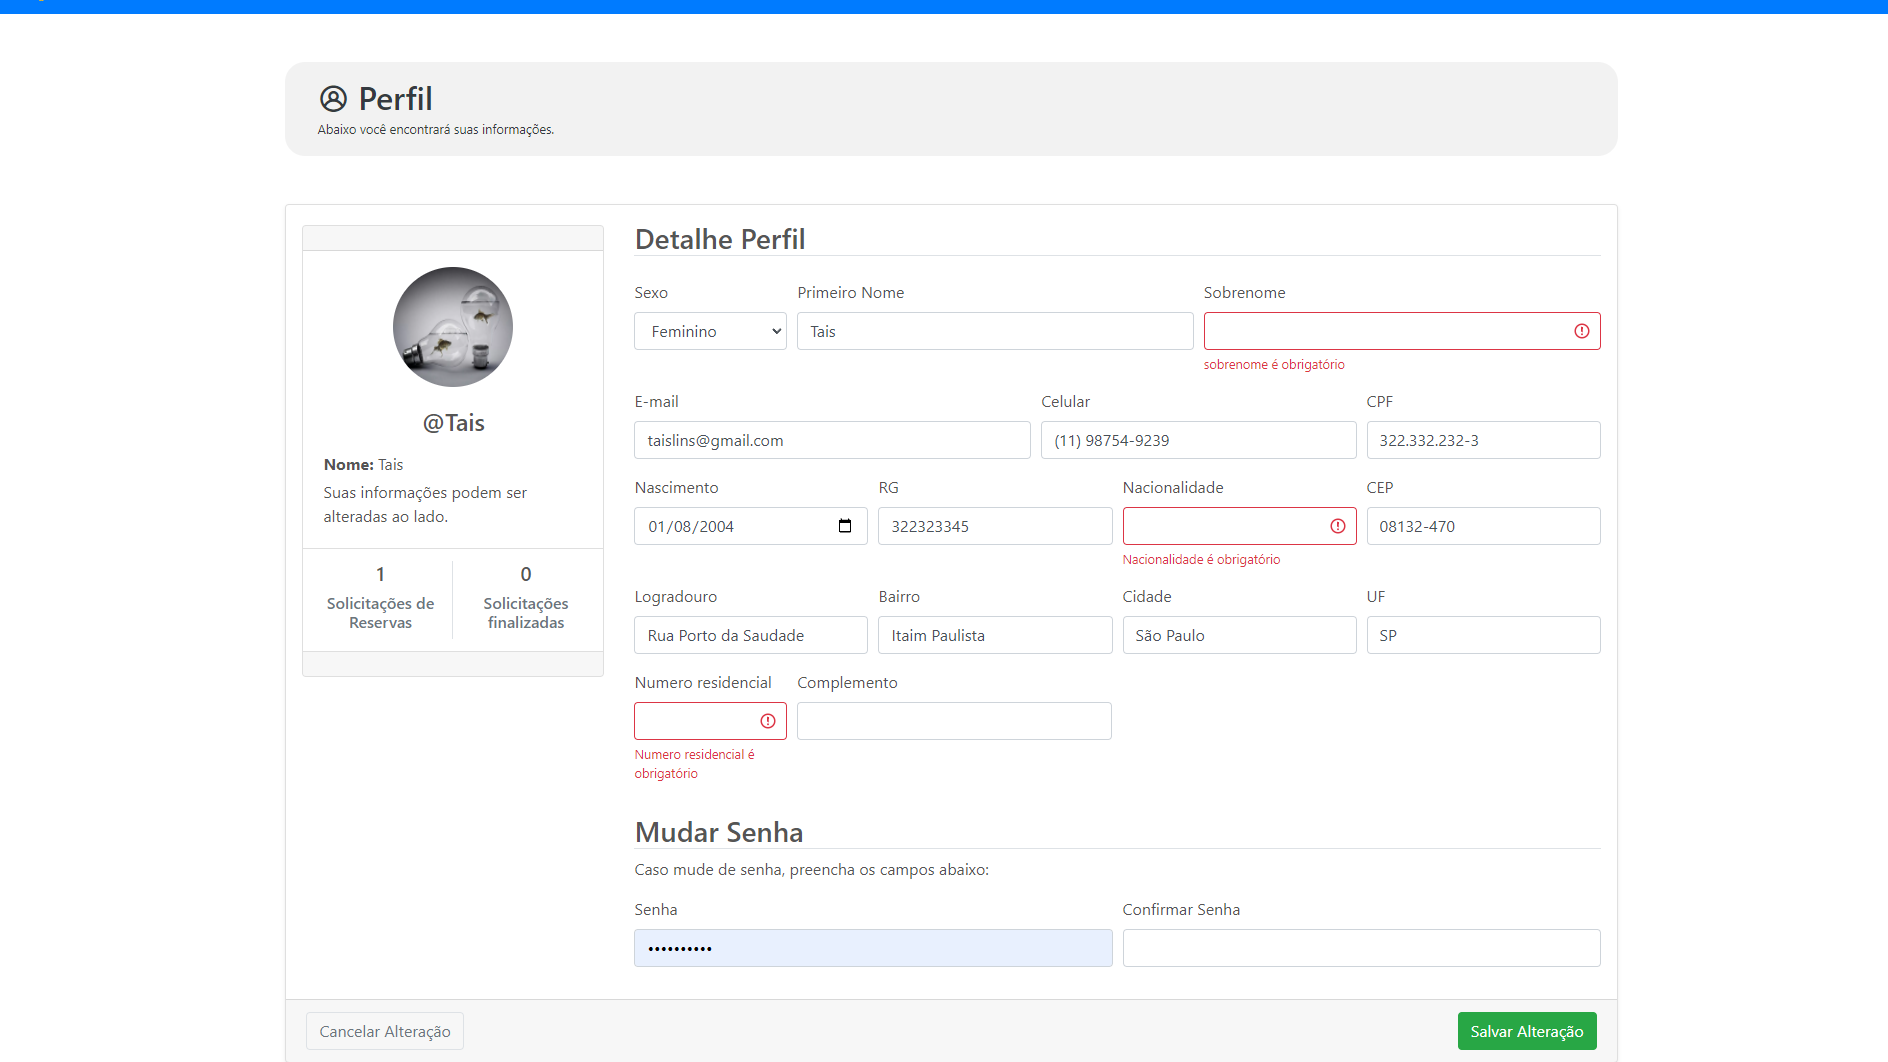 Perfil
Abaixo você encontrará suas informações.
@Tais
Nome: Tais
Suas informações podem ser
alteradas ao lado.
1
Solicitações de
Reservas
0
Solicitações
finalizadas
Detalhe Perfil
Sexo
Primeiro Nome
Sobrenome
Feminino
Tais
sobrenome é obrigatório
E-mail
Celular
CPF
taislins@gmail.com
(11) 98754-9239
322.332.232-3
Nascimento
RG
Nacionalidade
CEP
01/08/2004
322323345
08132-470
Nacionalidade é obrigatório
Logradouro
Bairro
Cidade
UF
Rua Porto da Saudade
Itaim Paulista
São Paulo
SP
Numero residencial
Complemento
Numero residencial é
obrigatório
Mudar Senha
Caso mude de senha, preencha os campos abaixo:
Senha
Confirmar Senha
••••••••••
Cancelar Alteração
Salvar Alteração